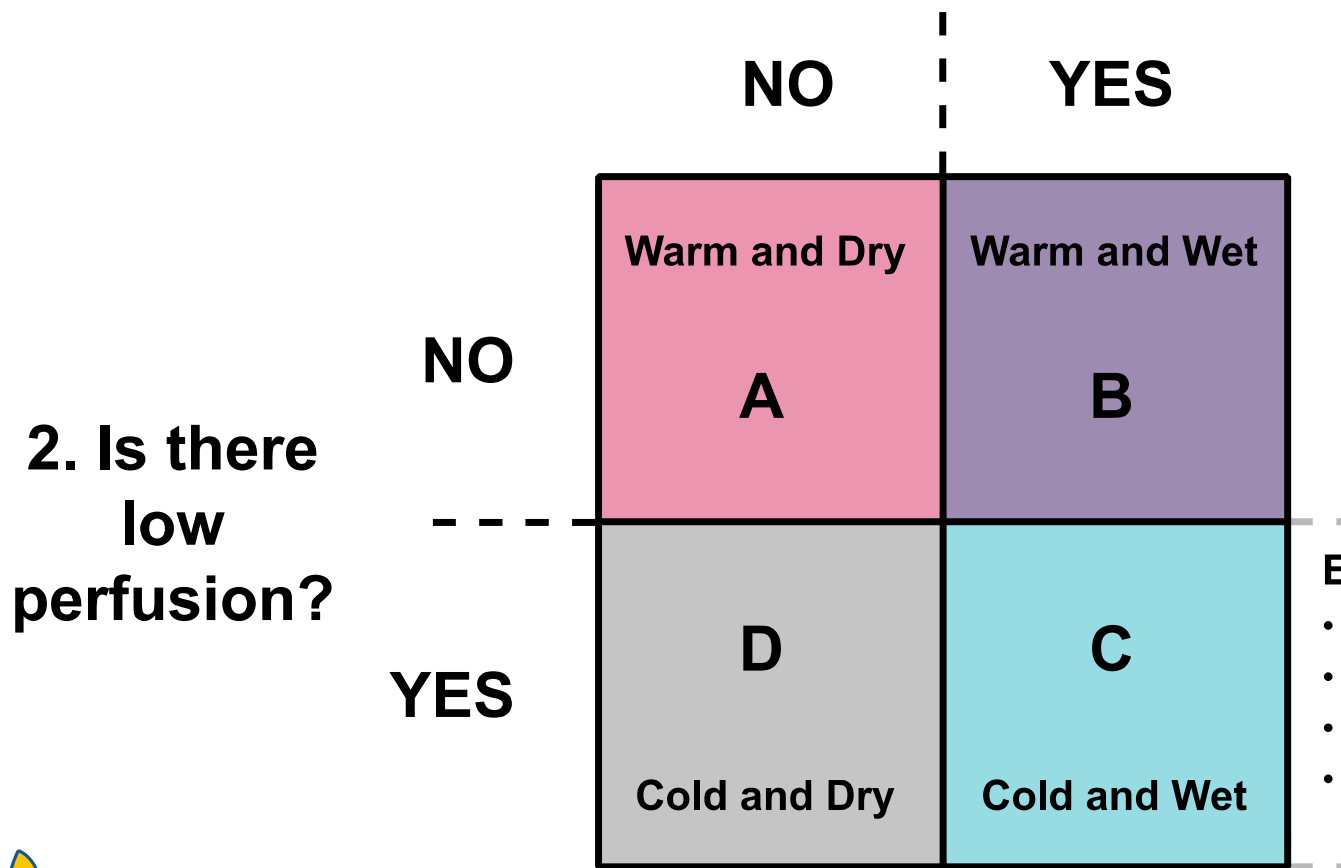 NO YES
Warm and Dry Warm and Wet
NO
A B
2. Is there
low
perfusion?
E
•
•
•
•
D C
YES
Cold and Dry Cold and Wet